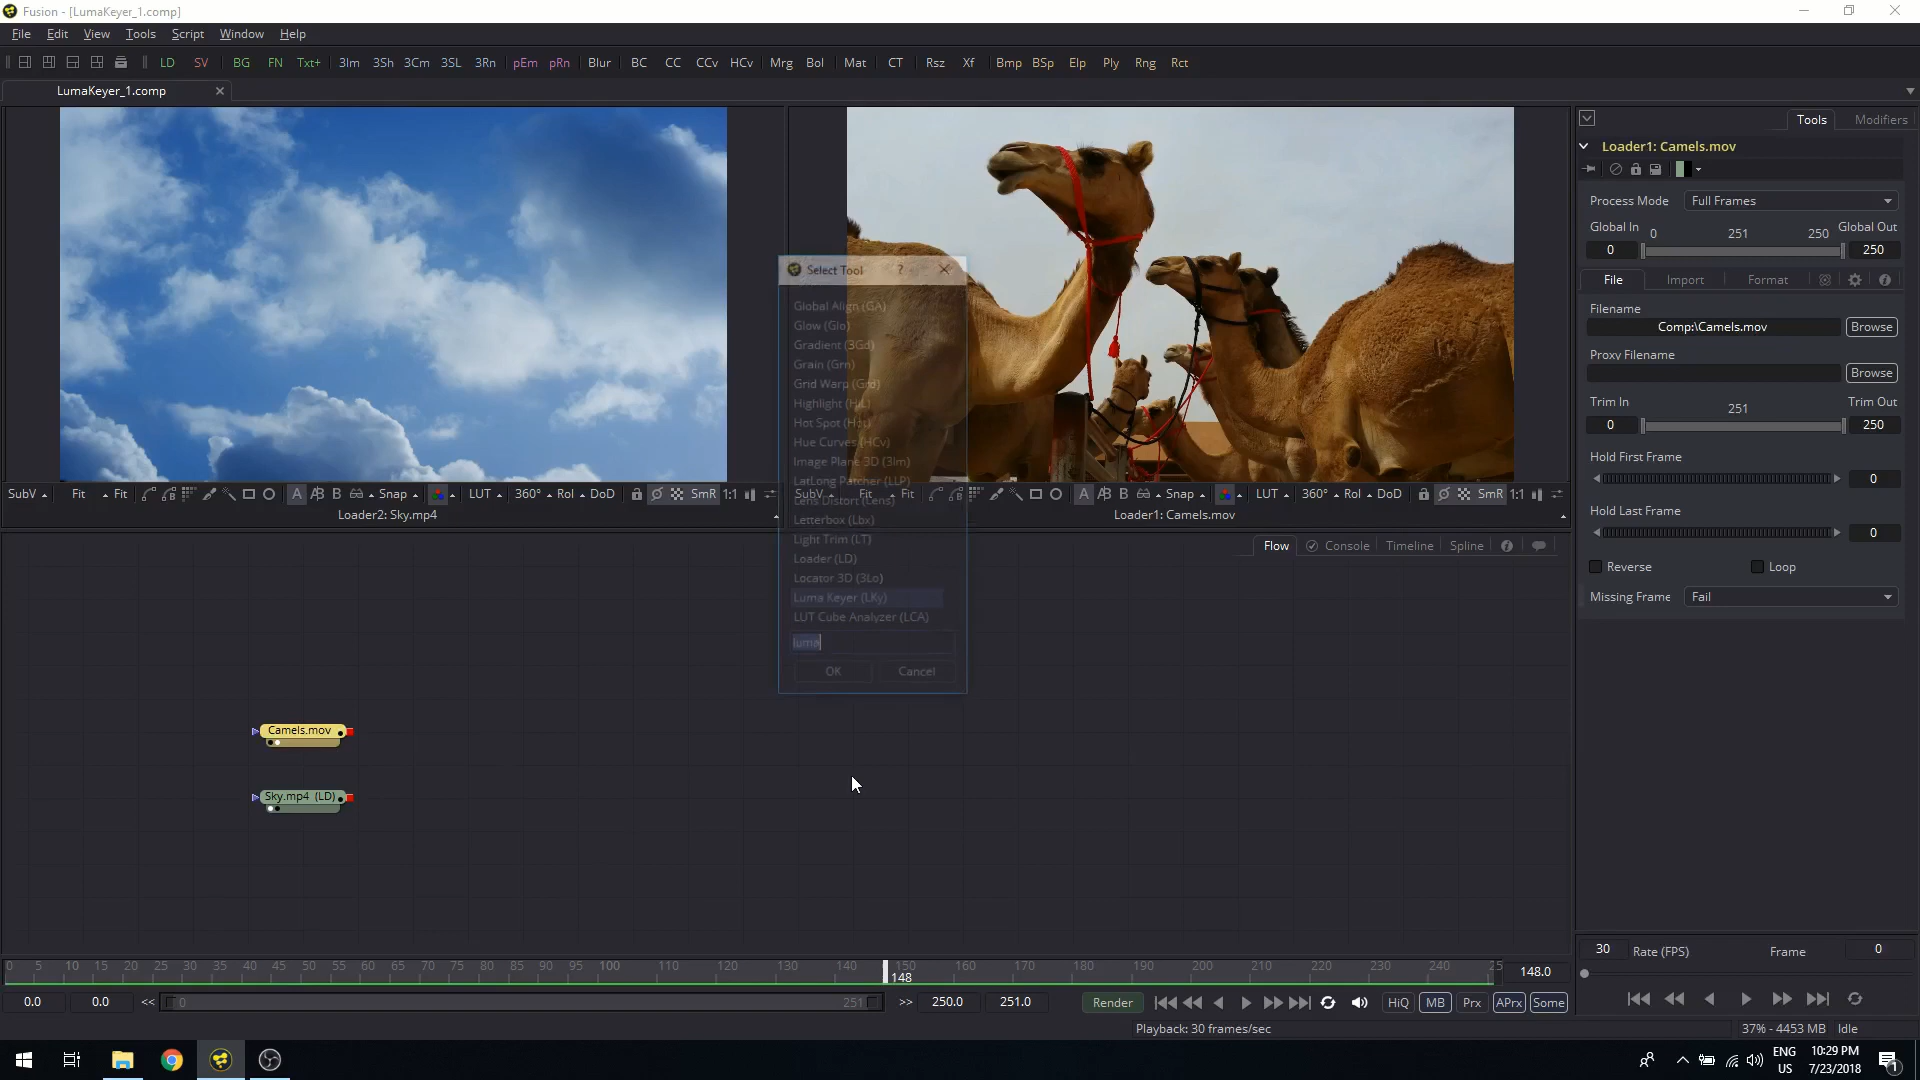 Fusion - [LumaKeyer_1.comp]
File Edit View Tools Script Window Help
LD SV BG FN Txt+ 3Im 3Sh 3Cm 3SL 3Rn pEm pRn Blur BC CC CCv HCv Mrg Bol Mat CT Rsz Xf Bmp BSp Elp Ply Rng Rct
LumaKeyer_1.comp
Tools Modifiers
Loader1: Camels.mov
Process Mode Full Frames
Global In 0 251 250 Global Out
0 250
File Import Format
Filename
Comp:\Camels.mov Browse
Proxy Filename
Browse
Trim In 251 Trim Out
0 250
Hold First Frame
0
Hold Last Frame
0
Reverse Loop
Missing Frame Fail
Select Tool ?
Global Align (GA)
Glow (Glo)
Gradient (3Gd)
Grain (Grn)
Grid Warp (Grd)
Highlight (HiL)
Hot Spot (Hot)
Hue Curves (HCv)
Image Plane 3D (3Im)
LatLong Patcher (LLP)
Lens Distort (Lens)
Letterbox (Lbx)
Light Trim (LT)
Loader (LD)
Locator 3D (3Lo)
Luma Keyer (LKy)
LUT Cube Analyzer (LCA)
luma
OK Cancel
SubV Fit Fit A B Snap LUT 360° RoI DoD SmR 1:1
Loader2: Sky.mp4
SubV Fit Fit A B Snap LUT 360° RoI DoD SmR 1:1
Loader1: Camels.mov
Flow Console Timeline Spline
Camels.mov
Sky.mp4 (LD)
0 5 10 15 20 25 30 35 40 45 50 55 60 65 70 75 80 85 90 95 100 110 120 130 140 150 160 170 180 190 200 210 220 230 240 25
148
148.0
0.0 0.0 << 0 251 >> 250.0 251.0 Render HiQ MB Prx APrx Some
30 Rate (FPS) Frame 0
Playback: 30 frames/sec
37% - 4453 MB Idle
ENG
US
10:29 PM
7/23/2018
1